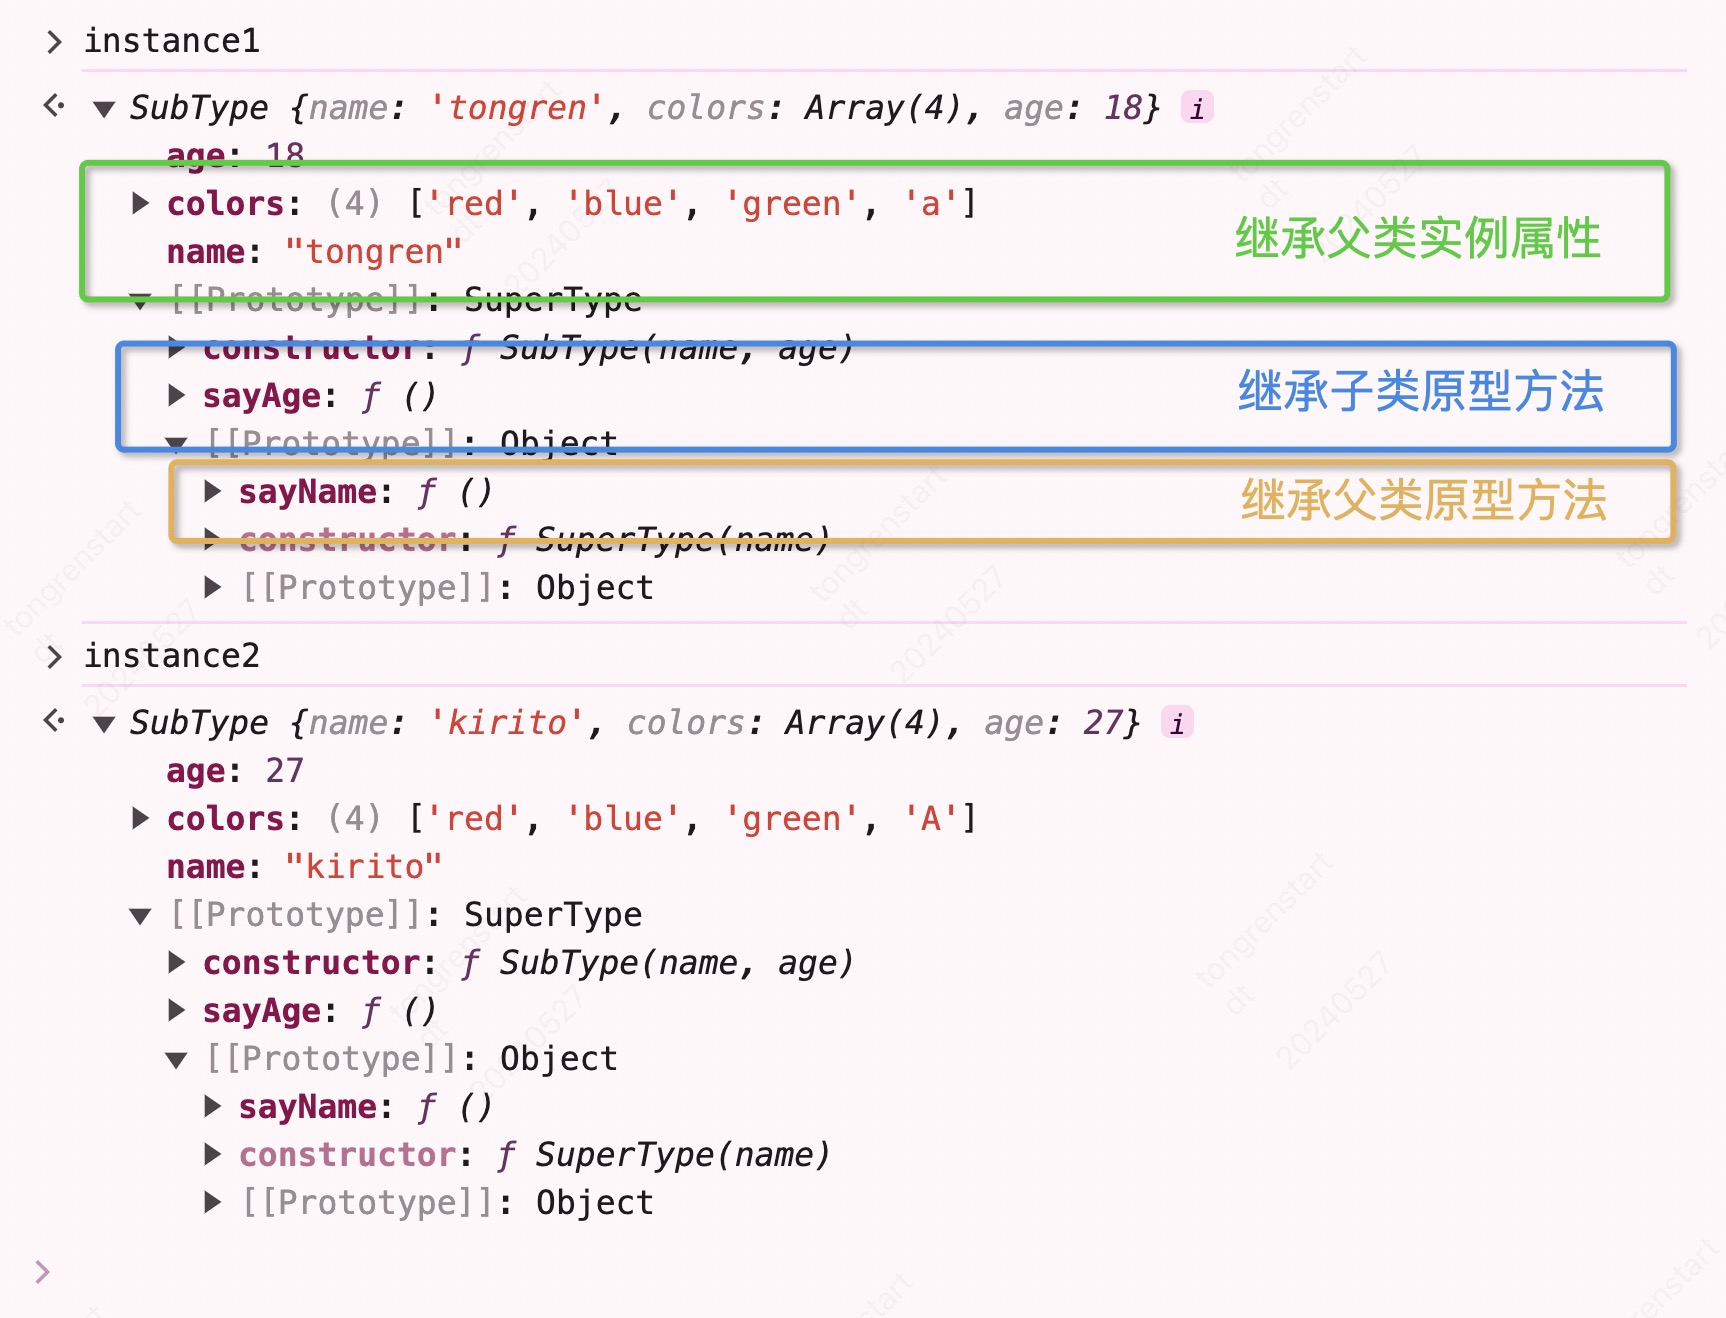 instance1
SubType {name: 'tongren', colors: Array(4), age: 18} i
age: 18
colors: (4) ['red', 'blue', 'green', 'a']
继承父类实例属性
name: "tongren"
[[Prototype]]: SuperType
constructor: ƒ SubType(name, age)
继承子类原型方法
sayAge: ƒ ()
[[Prototype]]: Object
sayName: ƒ ()
继承父类原型方法
constructor: ƒ SuperType(name)
[[Prototype]]: Object
instance2
SubType {name: 'kirito', colors: Array(4), age: 27} i
age: 27
colors: (4) ['red', 'blue', 'green', 'A']
name: "kirito"
[[Prototype]]: SuperType
constructor: ƒ SubType(name, age)
sayAge: ƒ ()
[[Prototype]]: Object
sayName: ƒ ()
constructor: ƒ SuperType(name)
[[Prototype]]: Object
tongrenstart
dt
20240527